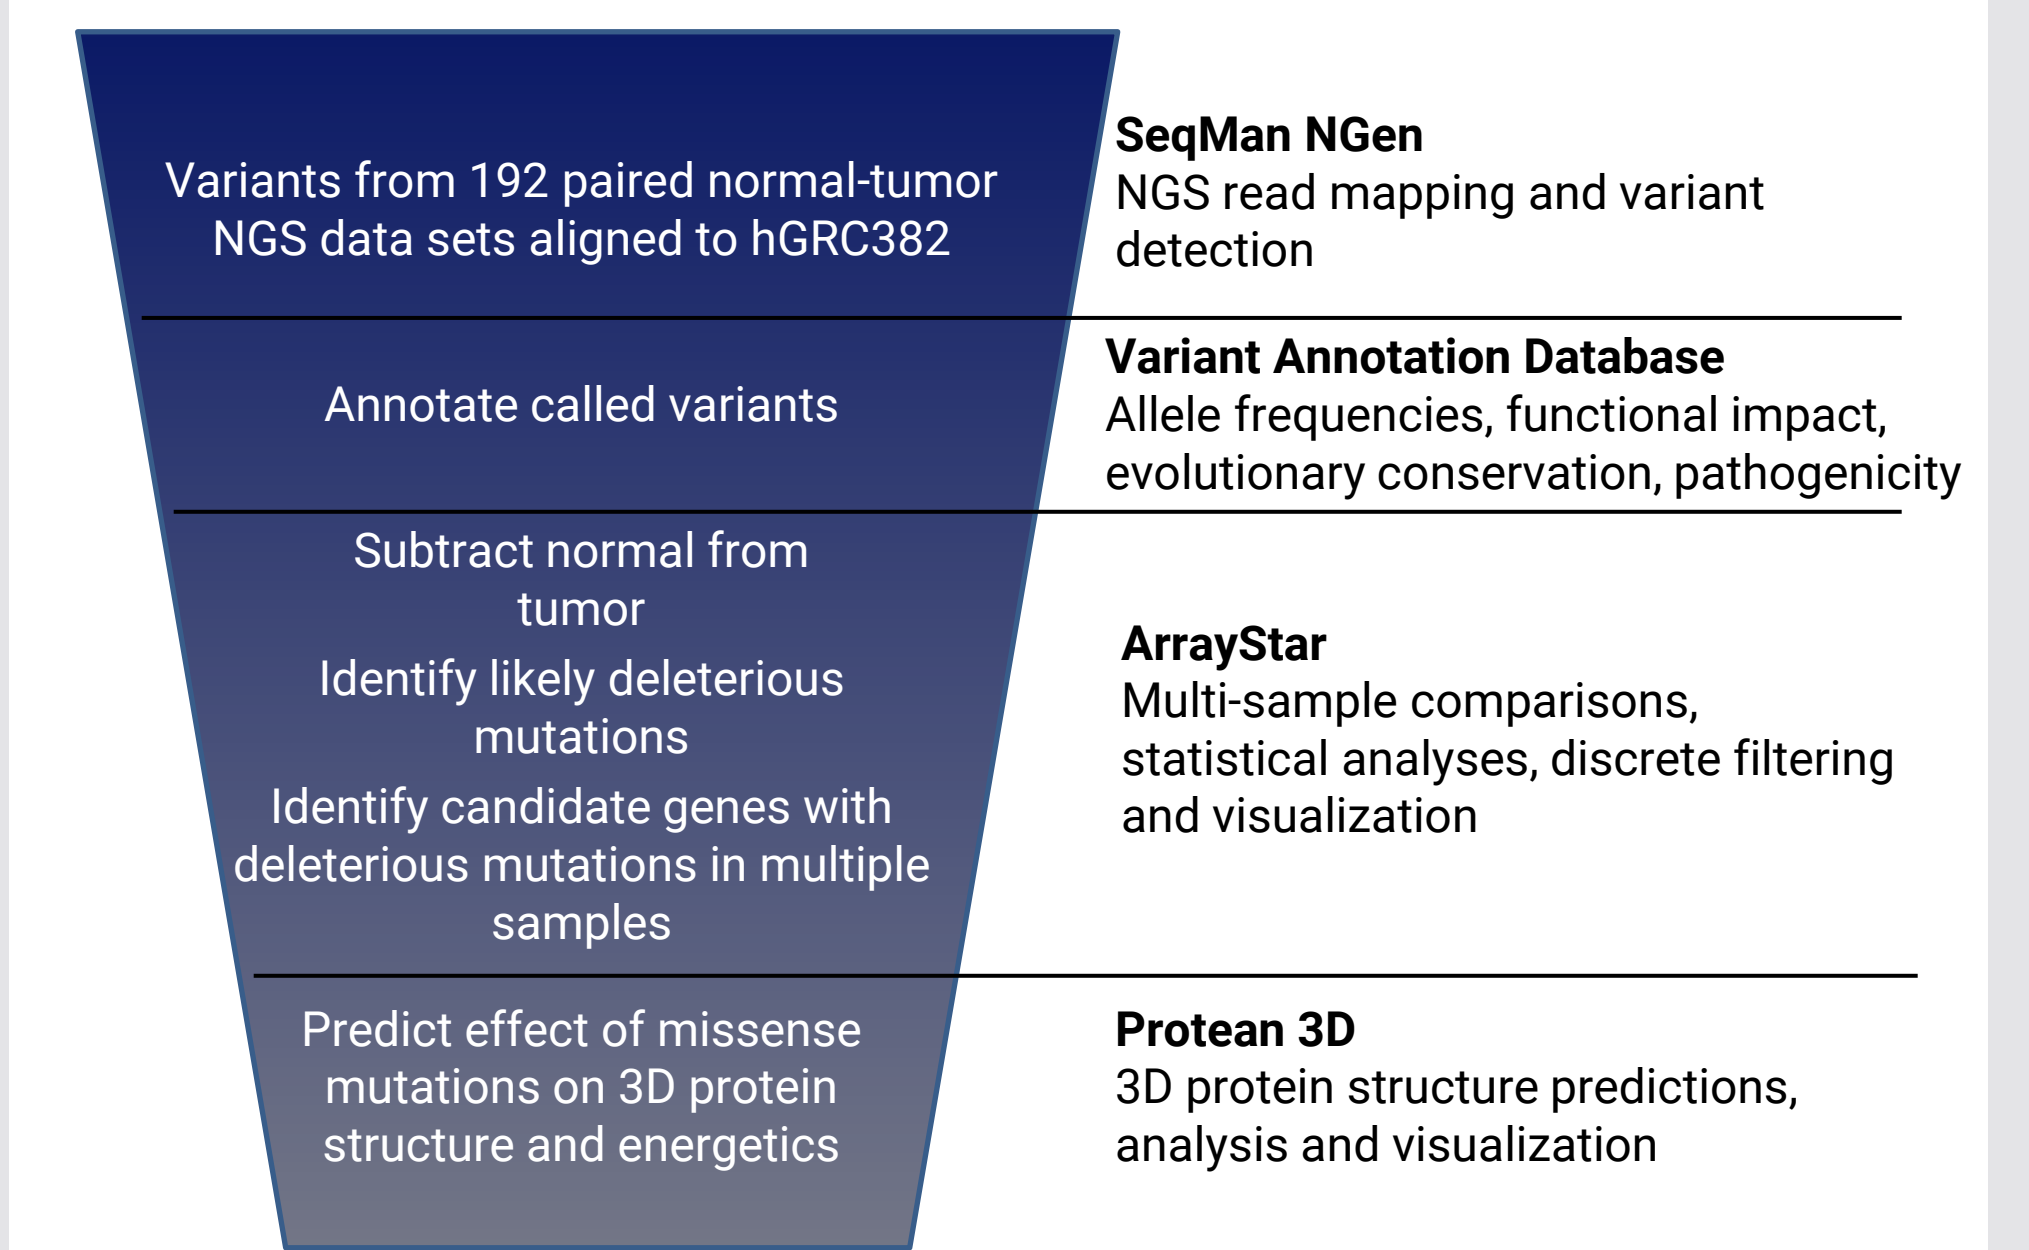 Variants from 192 paired normal-tumor
NGS data sets aligned to hGRC382
SeqMan NGen
NGS read mapping and variant
detection
Annotate called variants
Variant Annotation Database
Allele frequencies, functional impact,
evolutionary conservation, pathogenicity
Subtract normal from
tumor
Identify likely deleterious
mutations
Identify candidate genes with
deleterious mutations in multiple
samples
ArrayStar
Multi-sample comparisons,
statistical analyses, discrete filtering
and visualization
Predict effect of missense
mutations on 3D protein
structure and energetics
Protean 3D
3D protein structure predictions,
analysis and visualization